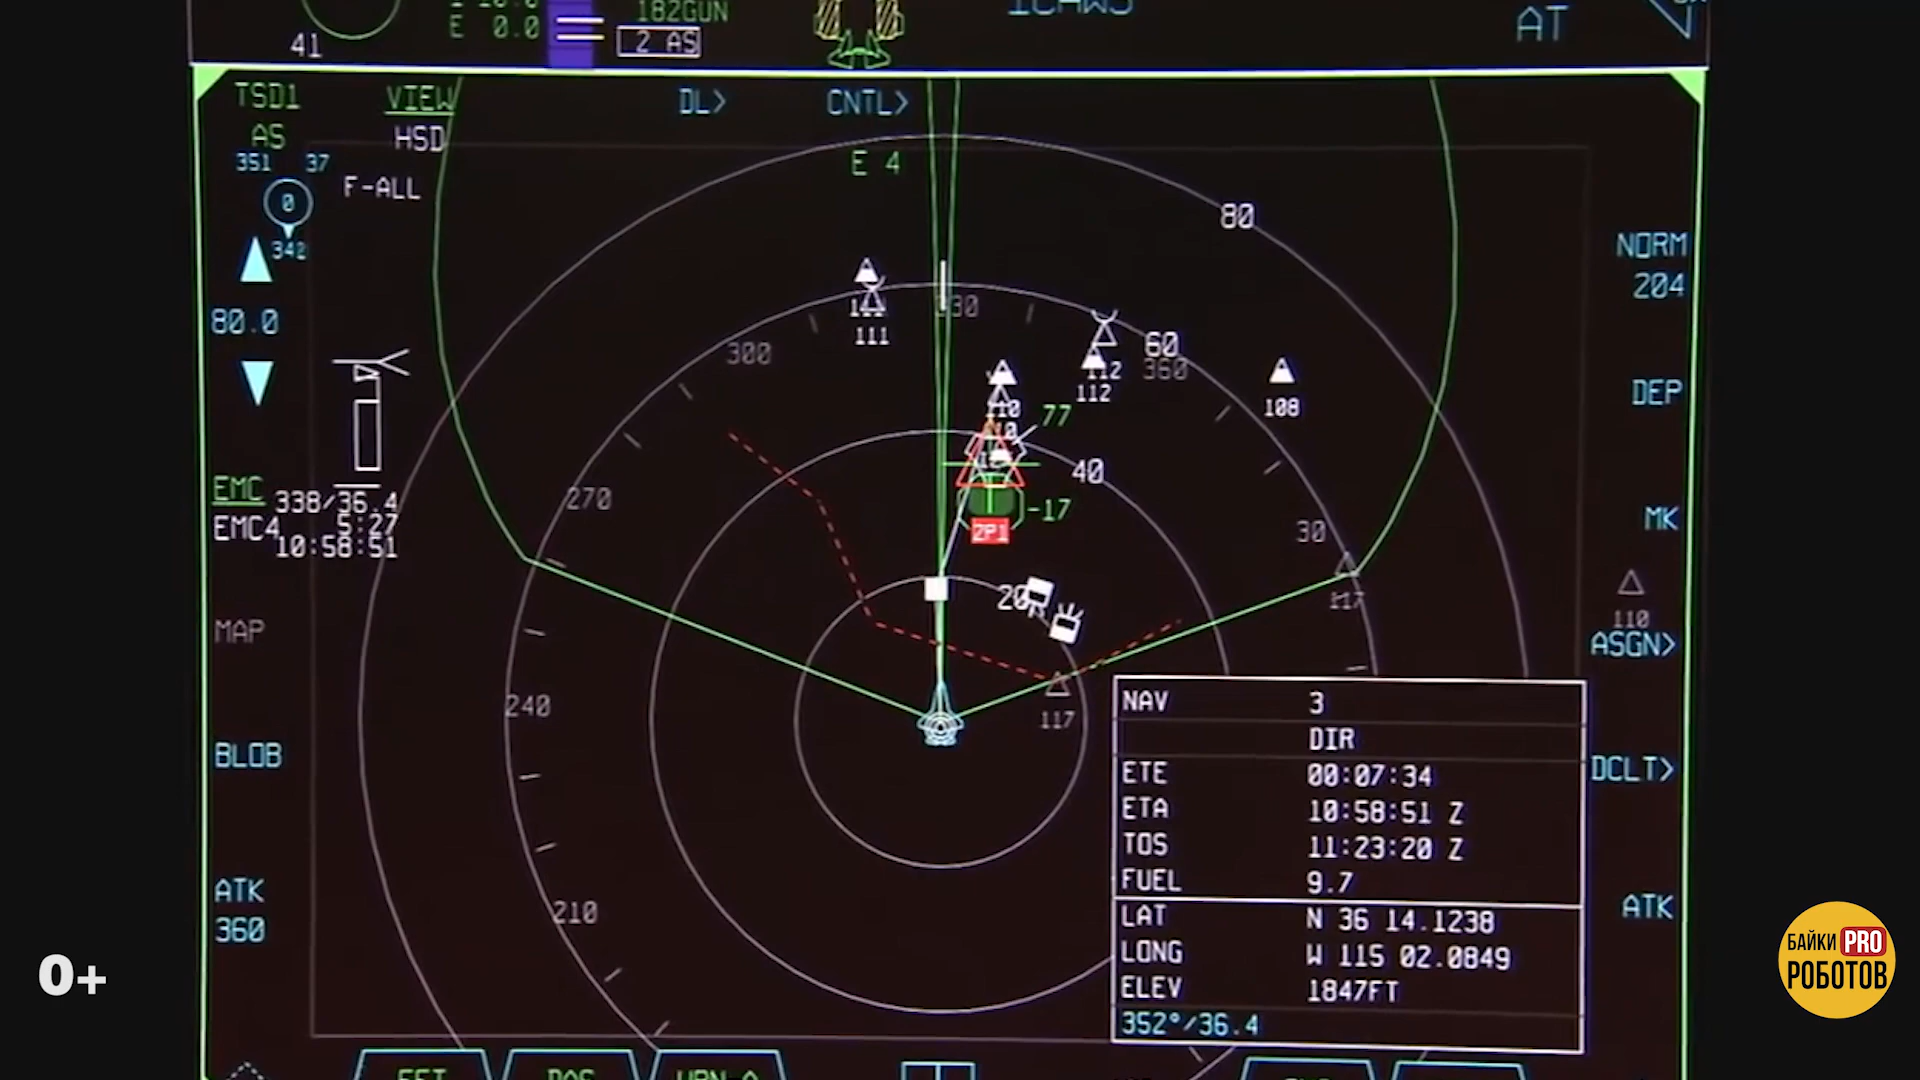 41
E 0.0
182GUN
2 AS
ICAWS
AT
TSD1
VIEW
DL>
CNTL>
AS
HSD
351 37
F-ALL
E 4
0
340
80
NORM
204
80.0
330
111
300
60
360
112
112
DEP
108
110
77
40
EMC
338/36.4
EMC4
5:27
10:58:51
270
-17
2P1
30
MK
20
117
110
MAP
ASGN>
240
117
BLOB
DCLT>
NAV 3
DIR
ETE 00:07:34
ETA 10:58:51 Z
TOS 11:23:20 Z
FUEL 9.7
LAT N 36 14.1238
LONG W 115 02.0849
ELEV 1847FT
352°/36.4
ATK
360
210
ATK
0+
БАЙКИ PRO
РОБОТОВ